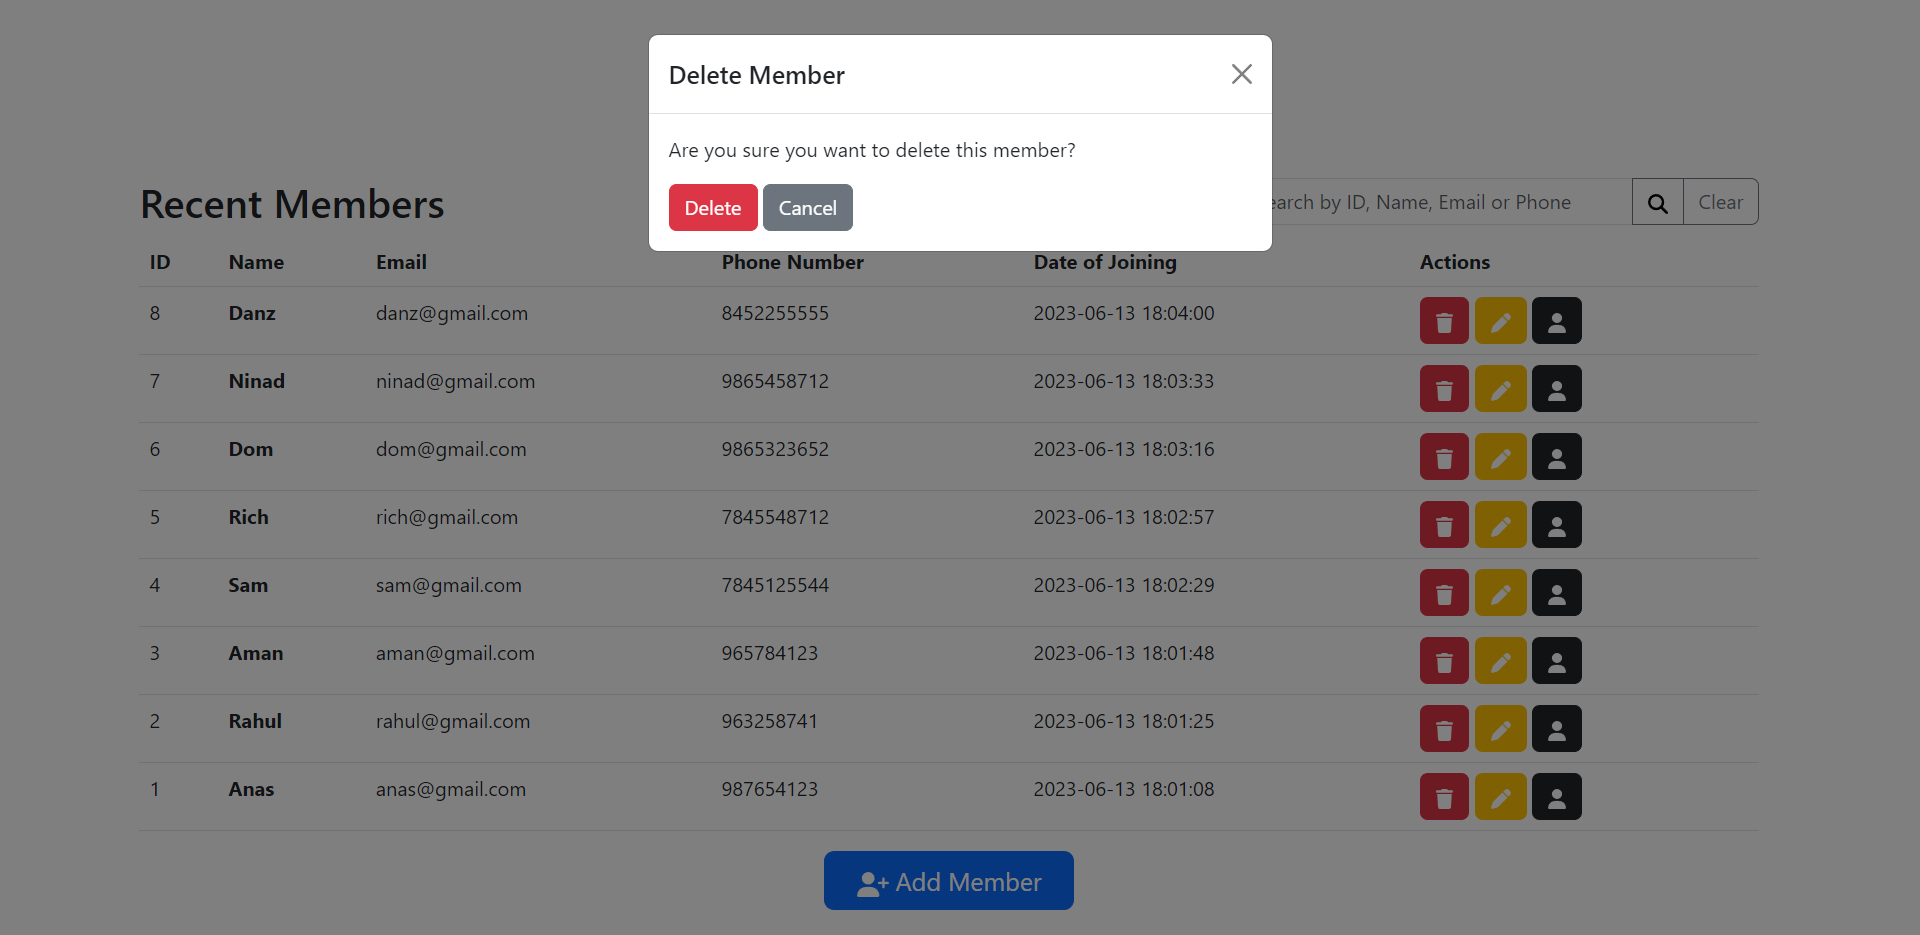 Delete Member
Are you sure you want to delete this member?
Delete Cancel
Recent Members
earch by ID, Name, Email or Phone Clear
ID Name Email Phone Number Date of Joining Actions
8 Danz danz@gmail.com 8452255555 2023-06-13 18:04:00
7 Ninad ninad@gmail.com 9865458712 2023-06-13 18:03:33
6 Dom dom@gmail.com 9865323652 2023-06-13 18:03:16
5 Rich rich@gmail.com 7845548712 2023-06-13 18:02:57
4 Sam sam@gmail.com 7845125544 2023-06-13 18:02:29
3 Aman aman@gmail.com 965784123 2023-06-13 18:01:48
2 Rahul rahul@gmail.com 963258741 2023-06-13 18:01:25
1 Anas anas@gmail.com 987654123 2023-06-13 18:01:08
Add Member